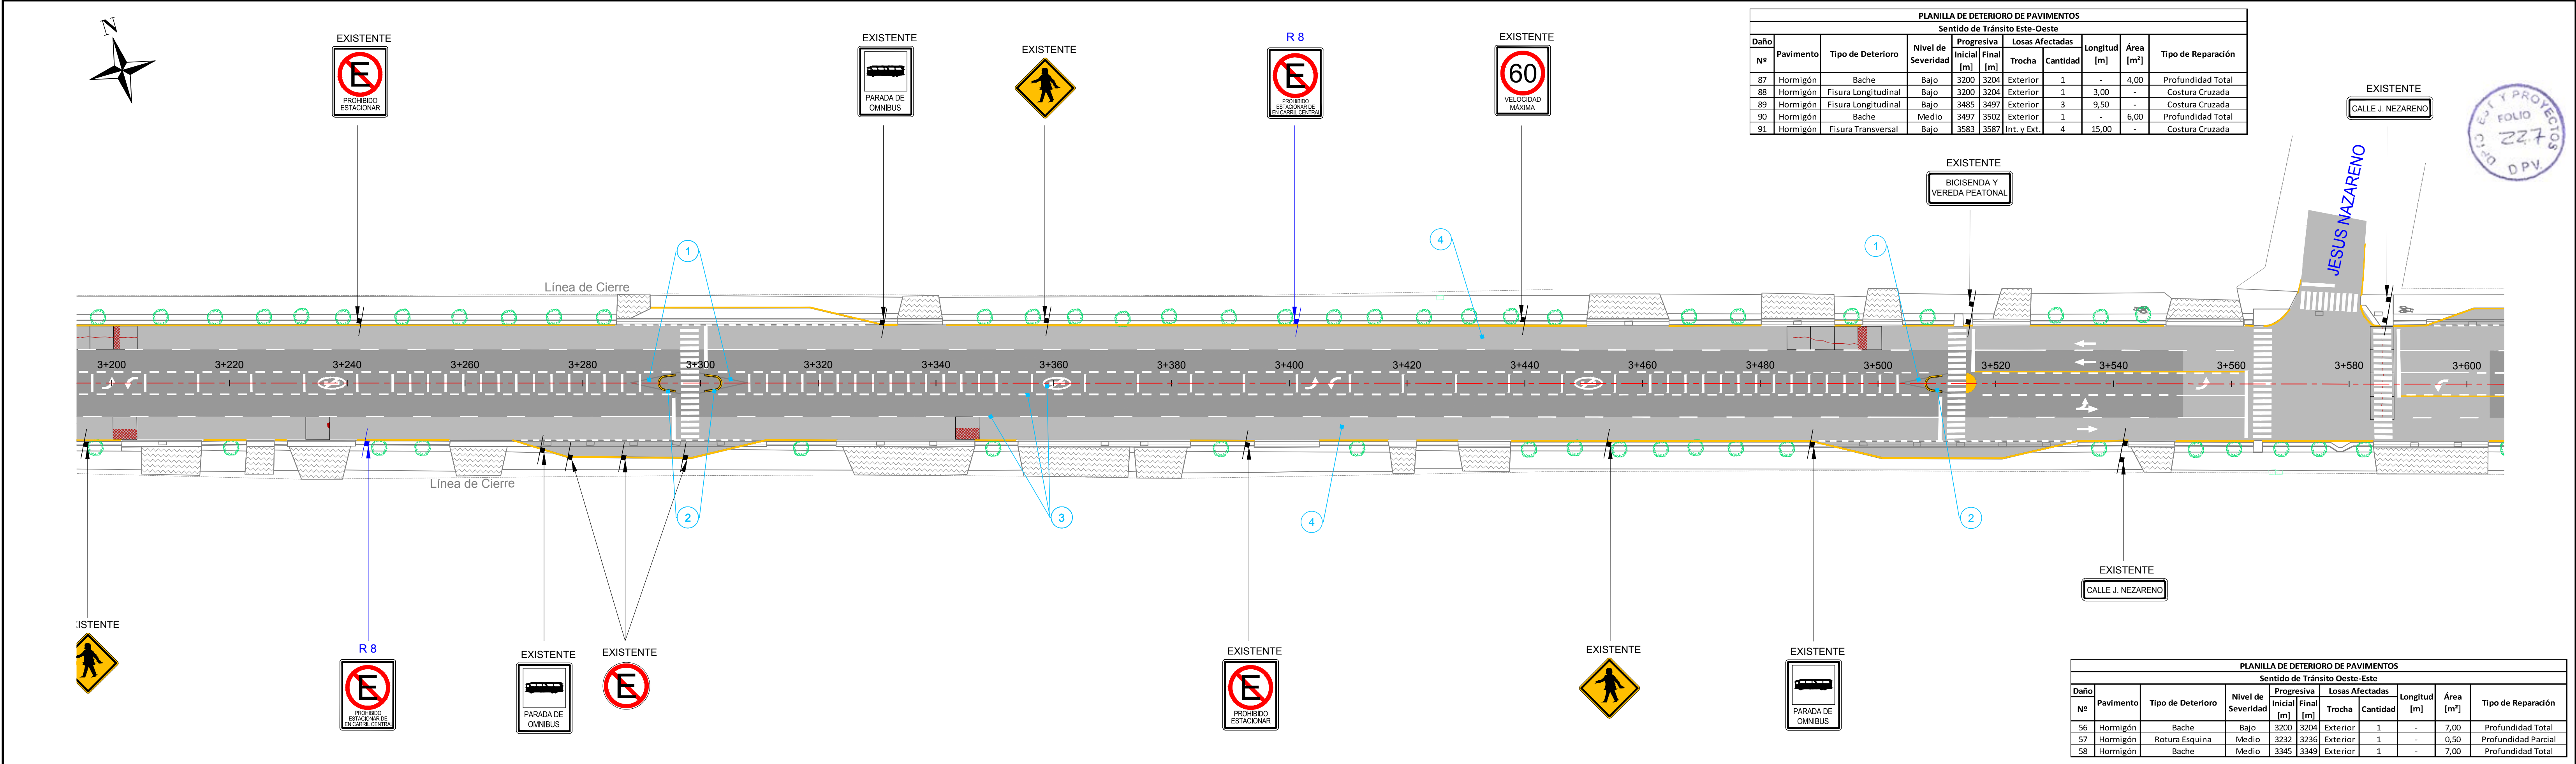 N
EXISTENTE
E
PROHIBIDO
ESTACIONAR
EXISTENTE
PARADA DE
OMNIBUS
EXISTENTE
R 8
E
PROHIBIDO
ESTACIONAR DE
EN CARRIL CENTRAL
EXISTENTE
60
VELOCIDAD
MÁXIMA
PLANILLA DE DETERIORO DE PAVIMENTOS
Sentido de Tránsito Este-Oeste
Daño Nº Pavimento Tipo de Deterioro Nivel de Severidad Progresiva Inicial [m] Final [m] Losas Afectadas Trocha Cantidad Longitud [m] Área [m²] Tipo de Reparación
87 Hormigón Bache Bajo 3200 3204 Exterior 1 - 4,00 Profundidad Total
88 Hormigón Fisura Longitudinal Bajo 3200 3204 Exterior 1 3,00 - Costura Cruzada
89 Hormigón Fisura Longitudinal Bajo 3485 3497 Exterior 3 9,50 - Costura Cruzada
90 Hormigón Bache Medio 3497 3502 Exterior 1 - 6,00 Profundidad Total
91 Hormigón Fisura Transversal Bajo 3583 3587 Int. y Ext. 4 15,00 - Costura Cruzada
EXISTENTE
CALLE J. NEZARENO
DPTO EST Y PROYECTOS
FOLIO
227
D.P.V.
EXISTENTE
BICISENDA Y
VEREDA PEATONAL
JESUS NAZARENO
1
4
1
Línea de Cierre
3+200 3+220 3+240 3+260 3+280 3+300 3+320 3+340 3+360 3+380 3+400 3+420 3+440 3+460 3+480 3+500 3+520 3+540 3+560 3+580 3+600
Línea de Cierre
2
3
4
2
EXISTENTE
CALLE J. NEZARENO
XISTENTE
R 8
E
PROHIBIDO
ESTACIONAR DE
EN CARRIL CENTRAL
EXISTENTE
PARADA DE
OMNIBUS
EXISTENTE
E
EXISTENTE
E
PROHIBIDO
ESTACIONAR
EXISTENTE
EXISTENTE
PARADA DE
OMNIBUS
PLANILLA DE DETERIORO DE PAVIMENTOS
Sentido de Tránsito Oeste-Este
Daño Nº Pavimento Tipo de Deterioro Nivel de Severidad Progresiva Inicial [m] Final [m] Losas Afectadas Trocha Cantidad Longitud [m] Área [m²] Tipo de Reparación
56 Hormigón Bache Bajo 3200 3204 Exterior 1 - 7,00 Profundidad Total
57 Hormigón Rotura Esquina Medio 3232 3236 Exterior 1 - 0,50 Profundidad Parcial
58 Hormigón Bache Medio 3345 3349 Exterior 1 - 7,00 Profundidad Total